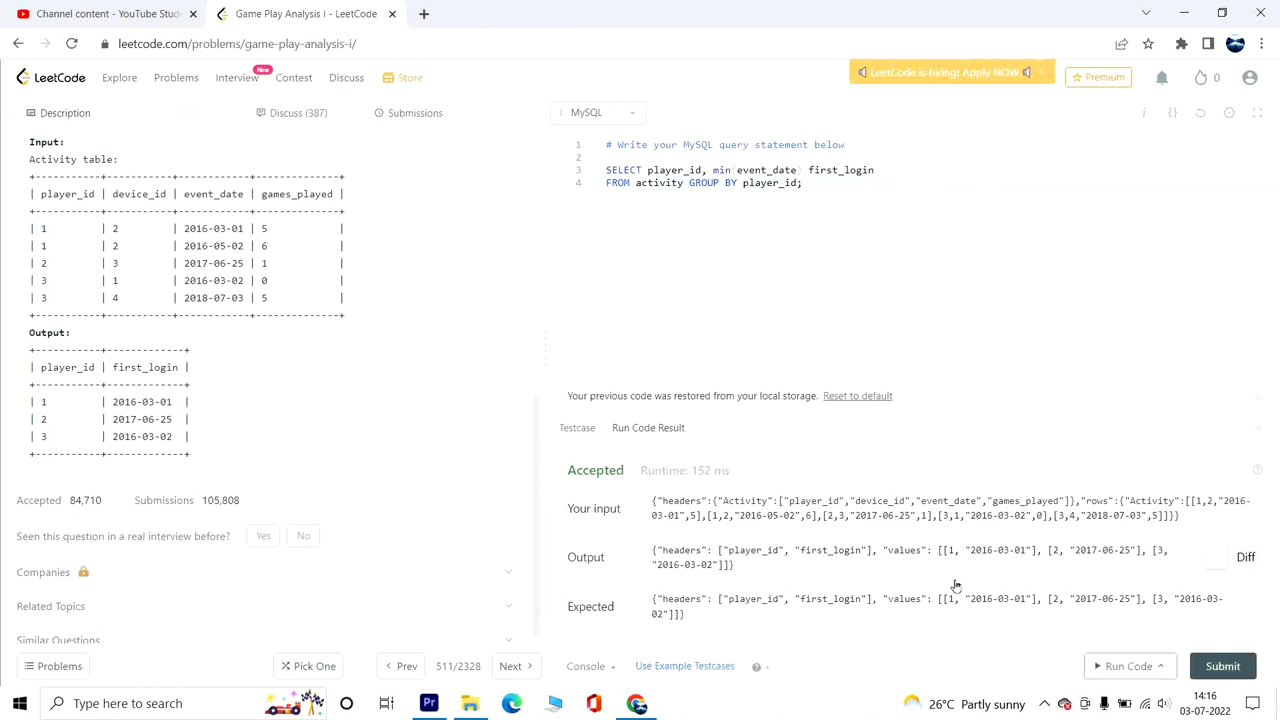 Channel content - YouTube Stud
Game Play Analysis I - LeetCode
leetcode.com/problems/game-play-analysis-i/
LeetCode
Explore
Problems
Interview
New
Contest
Discuss
Store
LeetCode is hiring! Apply NOW.
Premium
0
Description
Discuss (387)
Submissions
i MySQL
i {}
Input:
Activity table:
+-----------+-----------+------------+--------------+
| player_id | device_id | event_date | games_played |
+-----------+-----------+------------+--------------+
| 1 | 2 | 2016-03-01 | 5 |
| 1 | 2 | 2016-05-02 | 6 |
| 2 | 3 | 2017-06-25 | 1 |
| 3 | 1 | 2016-03-02 | 0 |
| 3 | 4 | 2018-07-03 | 5 |
+-----------+-----------+------------+--------------+
Output:
+-----------+-------------+
| player_id | first_login |
+-----------+-------------+
| 1 | 2016-03-01 |
| 2 | 2017-06-25 |
| 3 | 2016-03-02 |
+-----------+-------------+
Accepted 84,710 Submissions 105,808
Seen this question in a real interview before? Yes No
Companies
Related Topics
Similar Questions
Problems
Pick One
Prev
511/2328
Next
1 # Write your MySQL query statement below
2
3 SELECT player_id, min(event_date) first_login
4 FROM activity GROUP BY player_id;
Your previous code was restored from your local storage. Reset to default
Testcase Run Code Result
Accepted Runtime: 152 ms
Your input
{"headers":{"Activity":["player_id","device_id","event_date","games_played"]},"rows":{"Activity":[[1,2,"2016-
03-01",5],[1,2,"2016-05-02",6],[2,3,"2017-06-25",1],[3,1,"2016-03-02",0],[3,4,"2018-07-03",5]]}}
Output
{"headers": ["player_id", "first_login"], "values": [[1, "2016-03-01"], [2, "2017-06-25"], [3,
"2016-03-02"]]}
Diff
Expected
{"headers": ["player_id", "first_login"], "values": [[1, "2016-03-01"], [2, "2017-06-25"], [3, "2016-03-
02"]]}
Console
Use Example Testcases
Run Code
Submit
Type here to search
Pr
26°C Partly sunny
14:16
03-07-2022